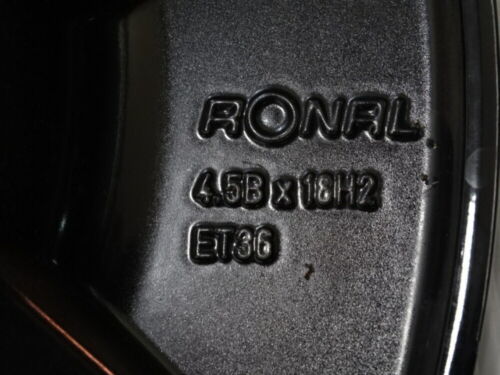 RONAL
4.5B x 18H2
ET36